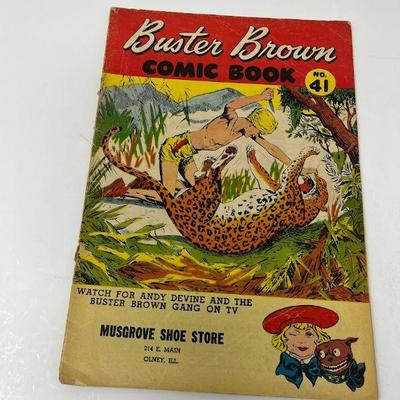 Buster Brown
COMIC BOOK
NO.
41
WATCH FOR ANDY DEVINE AND THE
BUSTER BROWN GANG ON TV
MUSGROVE SHOE STORE
214 E. MAIN
OLNEY, ILL.